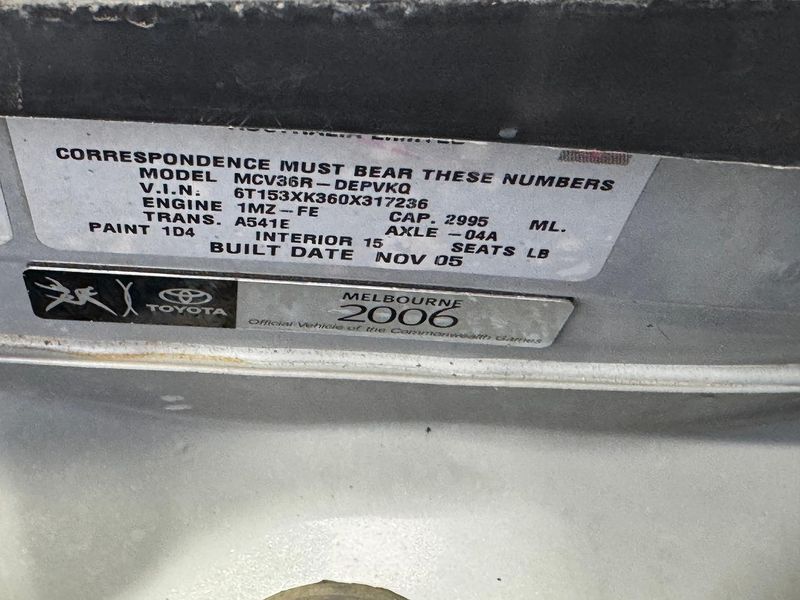 AUSTRALIA LIMITED
CORRESPONDENCE MUST BEAR THESE NUMBERS
MODEL MCV36R-DEPVKQ
V.I.N. 6T153XK360X317236
ENGINE 1MZ-FE CAP. 2995 ML.
TRANS. A541E AXLE -04A
PAINT 1D4 INTERIOR 15 SEATS LB
BUILT DATE NOV 05
TOYOTA
MELBOURNE
2006
Official Vehicle of the Commonwealth Games